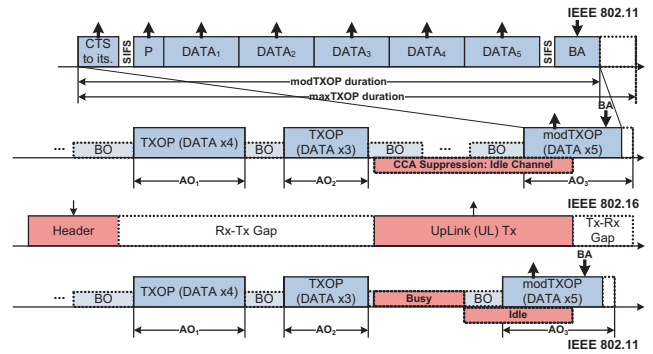 IEEE 802.11
CTS to its.
SIFS
P
DATA1
DATA2
DATA3
DATA4
DATA5
SIFS
BA
modTXOP duration
maxTXOP duration
BA
...
BO
TXOP (DATA x4)
BO
TXOP (DATA x3)
BO
...
BO
modTXOP (DATA x5)
CCA Suppression: Idle Channel
AO1
AO2
AO3
IEEE 802.16
Header
Rx-Tx Gap
UpLink (UL) Tx
Tx-Rx Gap
BA
...
BO
TXOP (DATA x4)
BO
TXOP (DATA x3)
Busy
BO
modTXOP (DATA x5)
Idle
AO1
AO2
AO3
IEEE 802.11